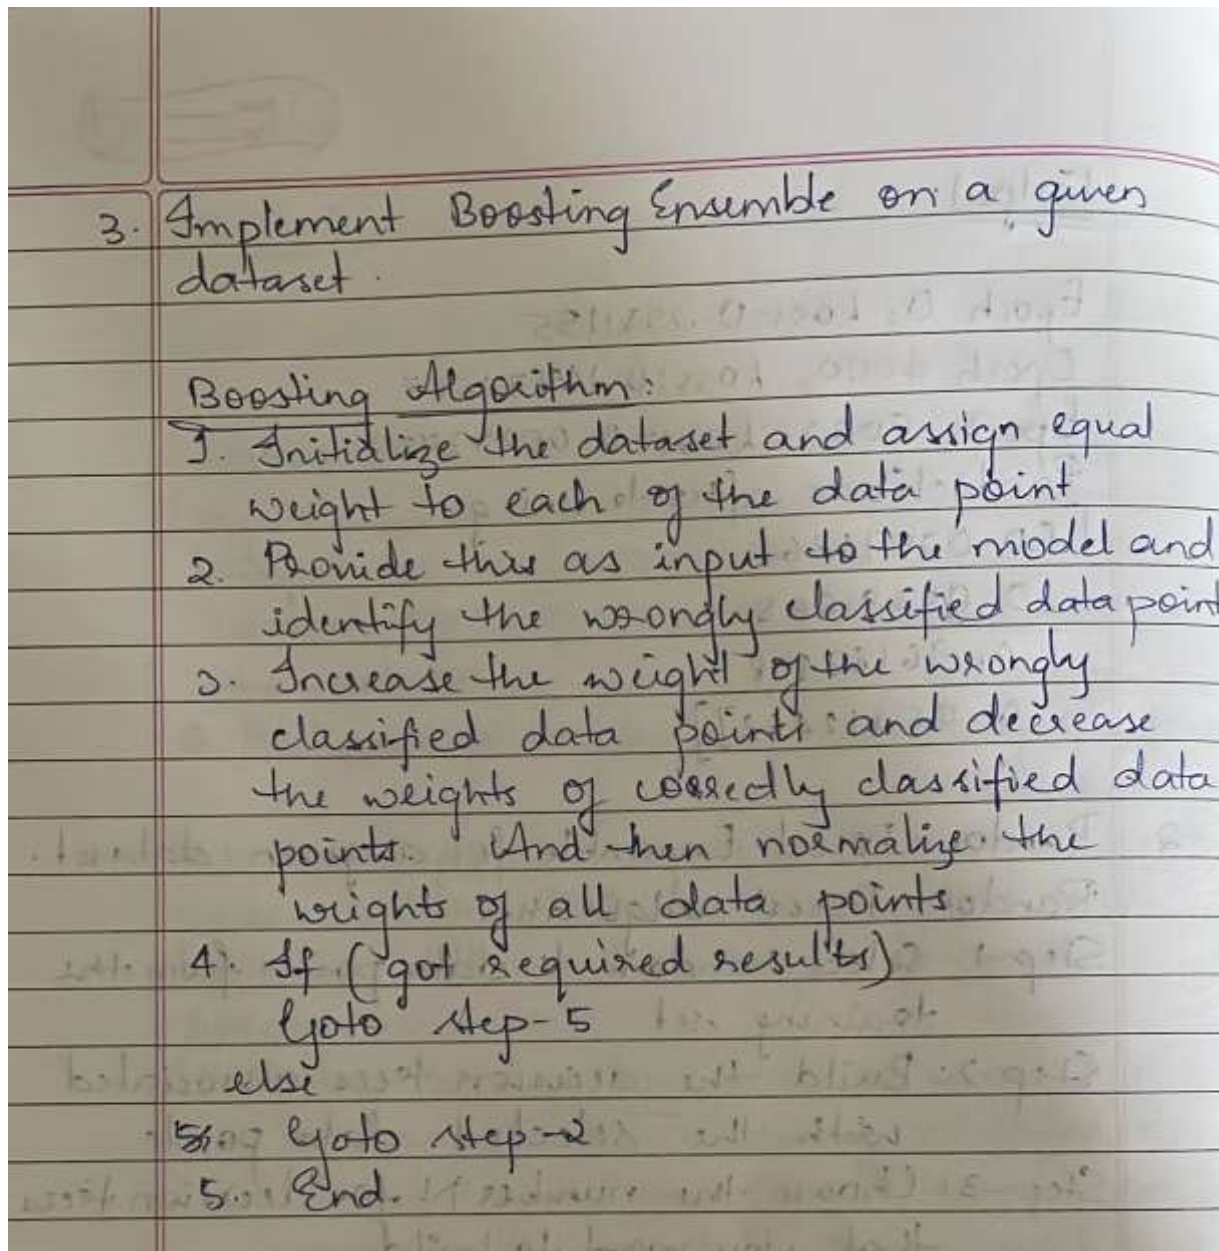 3. Implement Boosting Ensemble on a given
dataset.
Boosting Algorithm:
1. Initialize the dataset and assign equal
weight to each of the data point
2. Provide this as input to the model and
identify the wrongly classified data point
3. Increase the weight of the wrongly
classified data points and decrease
the weights of correctly classified data
points. And then normalize the
weights of all data points
4. If (got required results)
Goto step-5
else
Goto step-2
5. End.